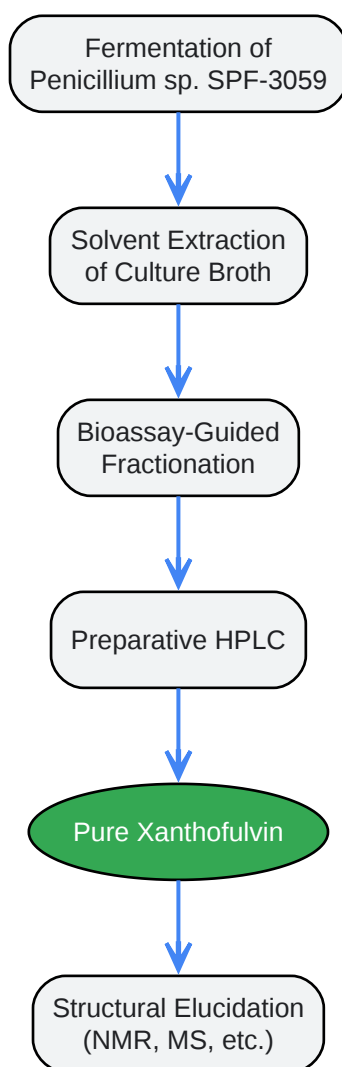 Fermentation of
Penicillium sp. SPF-3059
Solvent Extraction
of Culture Broth
Bioassay-Guided
Fractionation
Preparative HPLC
Pure Xanthofulvin
Structural Elucidation
(NMR, MS, etc.)